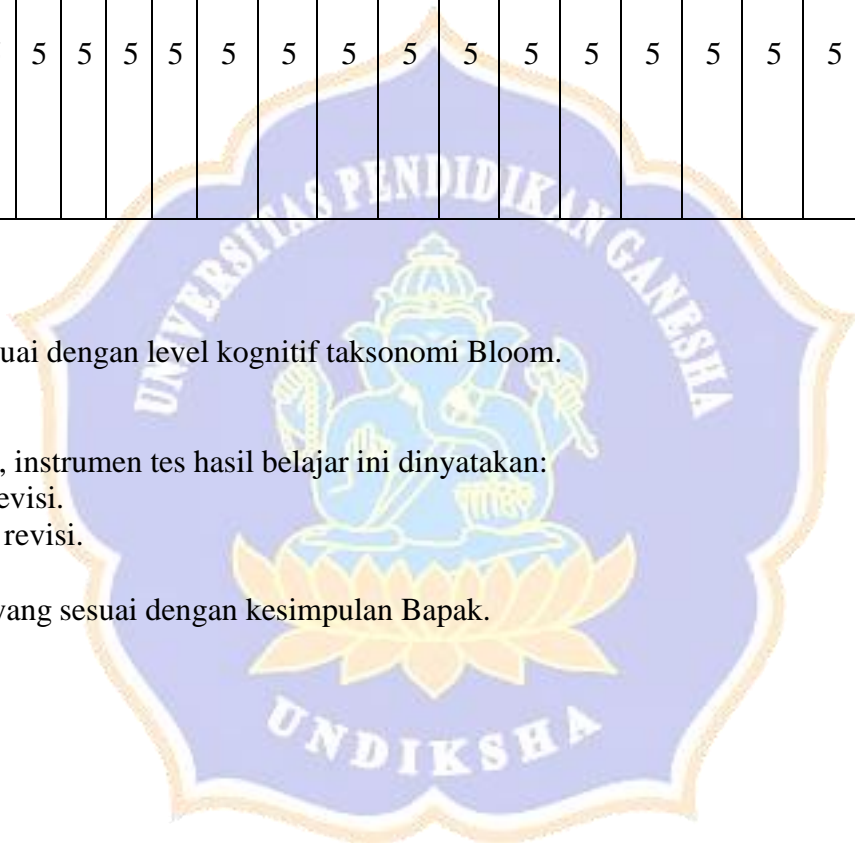 5 5 5 5 5 5 5 5 5 5 5 5 5 5 5
UNIVERSITAS PENDIDIKAN GANESHA
uai dengan level kognitif taksonomi Bloom.
, instrumen tes hasil belajar ini dinyatakan:
evisi.
revisi.
yang sesuai dengan kesimpulan Bapak.
UNDIKSHA